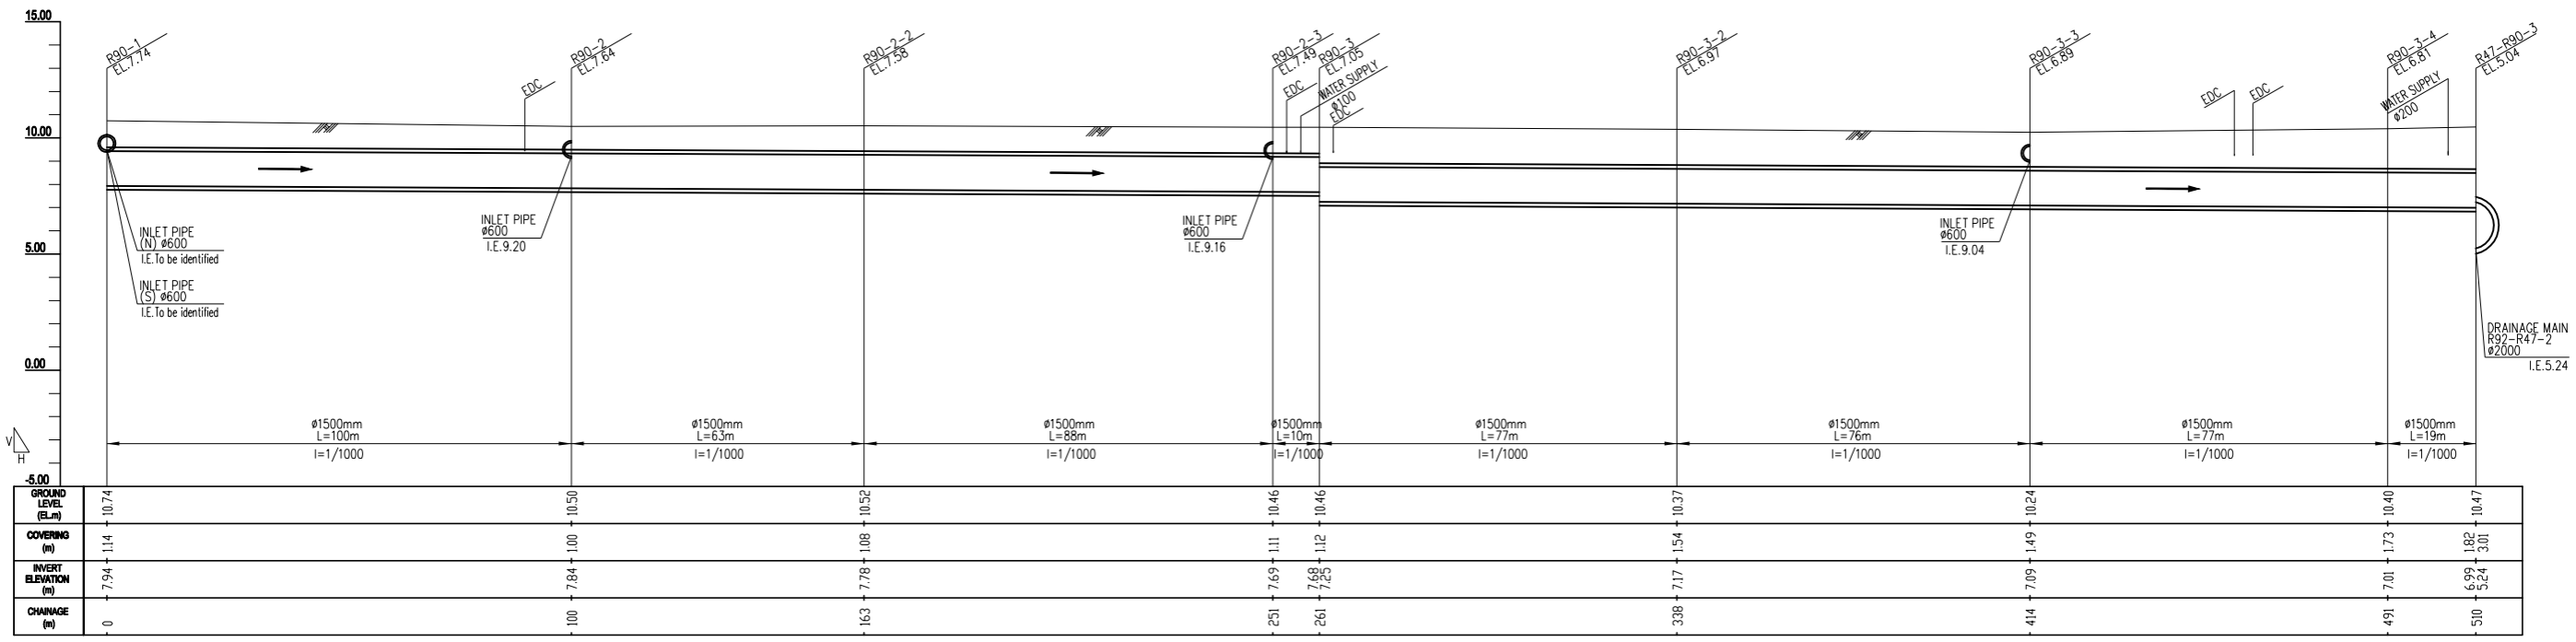 15.00
10.00
5.00
0.00
-5.00
V
H
R90-1
EL.7.74
R90-2
EL.7.64
R90-2-2
EL.7.58
R90-2-3
EL.7.49
R90-3
EL.7.05
R90-3-2
EL.6.97
R90-3-3
EL.6.89
R90-3-4
EL.6.81
R47-R90-3
EL.5.04
EDC
EDC
WATER SUPPLY
ø100
EDC
EDC
EDC
WATER SUPPLY
ø200
INLET PIPE
(N) ø600
I.E.To be identified
INLET PIPE
(S) ø600
I.E.To be identified
INLET PIPE
ø600
I.E.9.20
INLET PIPE
ø600
I.E.9.16
INLET PIPE
ø600
I.E.9.04
DRAINAGE MAIN
R92-R47-2
ø2000
I.E.5.24
ø1500mm
L=100m
I=1/1000
ø1500mm
L=63m
I=1/1000
ø1500mm
L=88m
I=1/1000
ø1500mm
L=10m
I=1/1000
ø1500mm
L=77m
I=1/1000
ø1500mm
L=76m
I=1/1000
ø1500mm
L=77m
I=1/1000
ø1500mm
L=19m
I=1/1000
GROUND
LEVEL
(EL.m)
10.74
10.50
10.52
10.46
10.46
10.37
10.24
10.40
10.47
COVERING
(m)
1.14
1.00
1.08
1.11
1.12
1.54
1.49
1.73
1.82
3.01
INVERT
ELEVATION
(m)
7.94
7.84
7.78
7.69
7.68
7.25
7.17
7.09
7.01
6.99
5.24
CHAINAGE
(m)
0
100
163
251
261
338
414
491
510